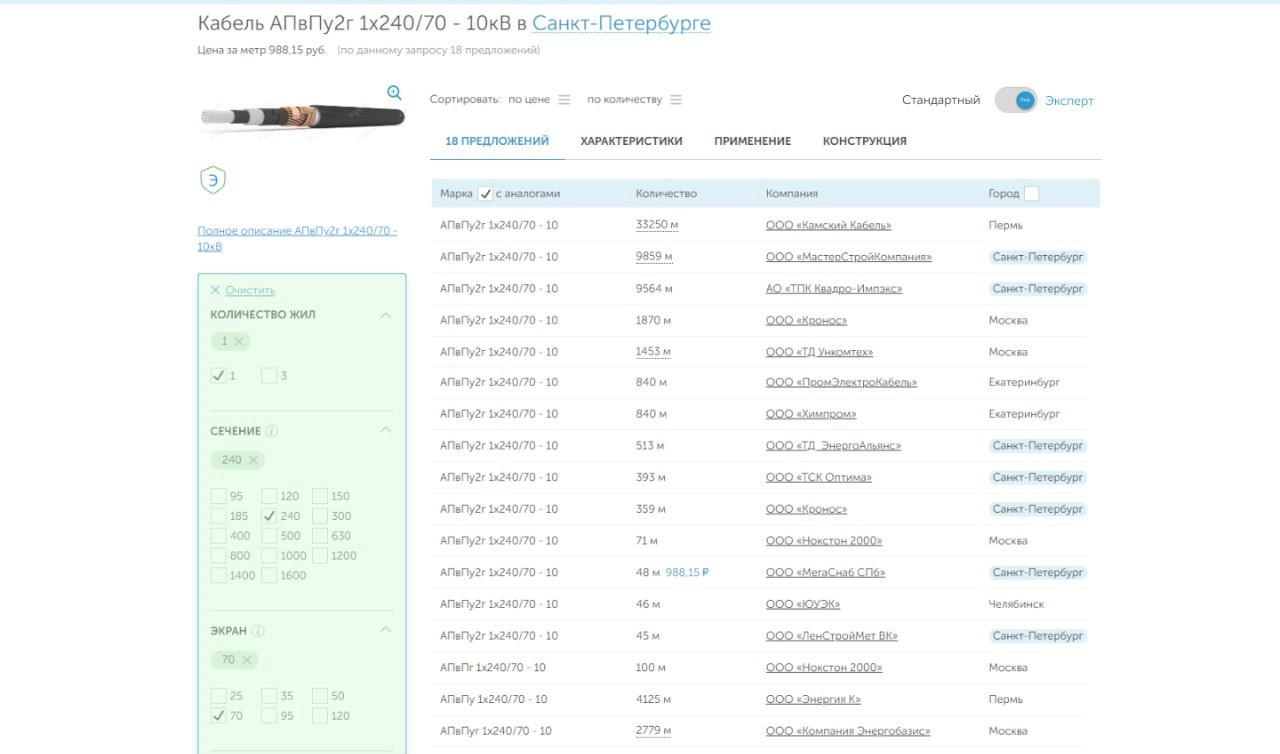 Кабель АПвПу2г 1х240/70 - 10кВ в Санкт-Петербурге
Цена за метр 988,15 руб. (по данному запросу 18 предложений)
Сортировать: по цене по количеству
Стандартный Эксперт
18 ПРЕДЛОЖЕНИЙ ХАРАКТЕРИСТИКИ ПРИМЕНЕНИЕ КОНСТРУКЦИЯ
Э
Полное описание АПвПу2г 1х240/70 -
10кВ
Очистить
КОЛИЧЕСТВО ЖИЛ
1
1 3
СЕЧЕНИЕ
240
95 120 150
185 240 300
400 500 630
800 1000 1200
1400 1600
ЭКРАН
70
25 35 50
70 95 120
Марка с аналогами Количество Компания Город
АПвПу2г 1х240/70 - 10 33250 м ООО «Камский Кабель» Пермь
АПвПу2г 1х240/70 - 10 9859 м ООО «МастерСтройКомпания» Санкт-Петербург
АПвПу2г 1х240/70 - 10 9564 м АО «ТПК Квадро-Импэкс» Санкт-Петербург
АПвПу2г 1х240/70 - 10 1870 м ООО «Кронос» Москва
АПвПу2г 1х240/70 - 10 1453 м ООО «ТД Ункомтех» Москва
АПвПу2г 1х240/70 - 10 840 м ООО «ПромЭлектроКабель» Екатеринбург
АПвПу2г 1х240/70 - 10 840 м ООО «Химпром» Екатеринбург
АПвПу2г 1х240/70 - 10 513 м ООО «ТД ЭнергоАльянс» Санкт-Петербург
АПвПу2г 1х240/70 - 10 393 м ООО «ТСК Оптима» Санкт-Петербург
АПвПу2г 1х240/70 - 10 359 м ООО «Кронос» Санкт-Петербург
АПвПу2г 1х240/70 - 10 71 м ООО «Нокстон 2000» Москва
АПвПу2г 1х240/70 - 10 48 м 988,15 ₽ ООО «МегаСнаб СПб» Санкт-Петербург
АПвПу2г 1х240/70 - 10 46 м ООО «ЮУЭК» Челябинск
АПвПу2г 1х240/70 - 10 45 м ООО «ЛенСтройМет ВК» Санкт-Петербург
АПвПг 1х240/70 - 10 100 м ООО «Нокстон 2000» Москва
АПвПу 1х240/70 - 10 4125 м ООО «Энергия К» Пермь
АПвПуг 1х240/70 - 10 2779 м ООО «Компания Энергобазис» Москва